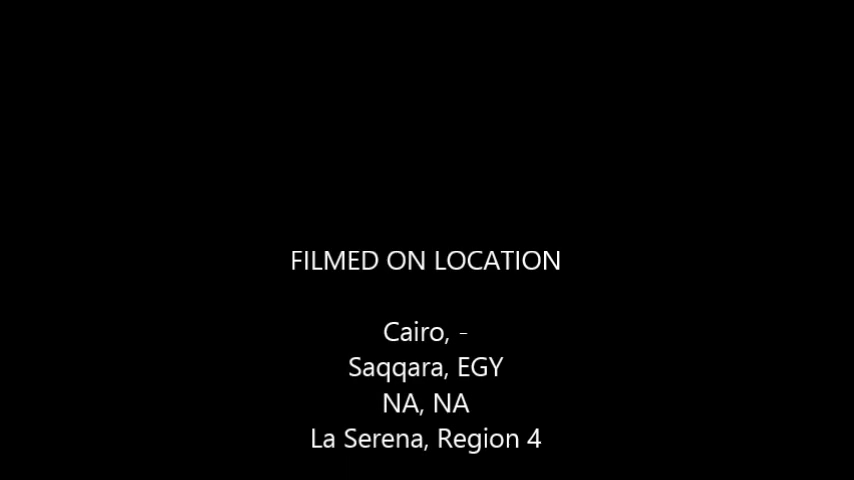 FILMED ON LOCATION
Cairo, -
Saqqara, EGY
NA, NA
La Serena, Region 4